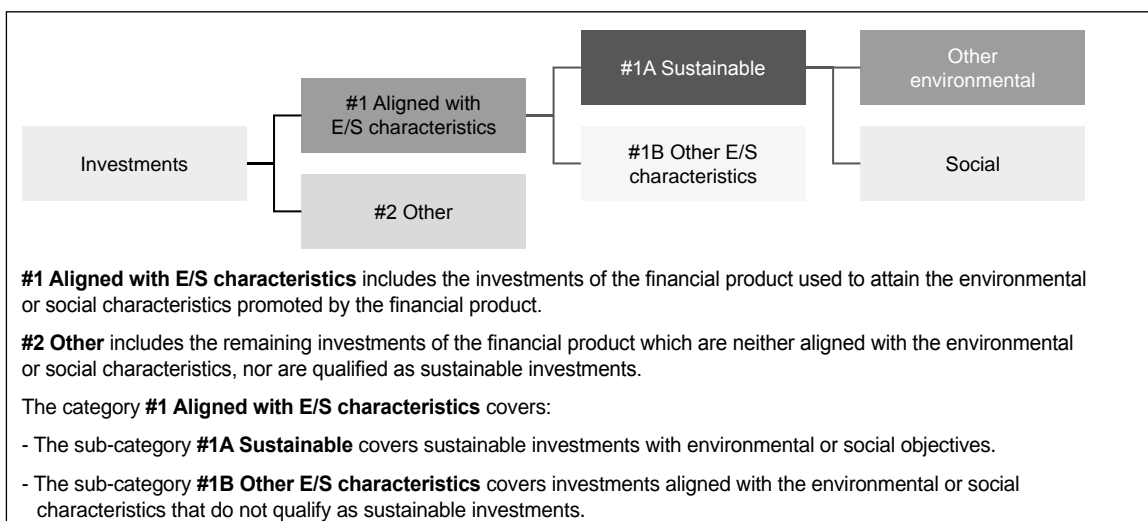 Investments
#1 Aligned with
E/S characteristics
#2 Other
#1A Sustainable
#1B Other E/S
characteristics
Other
environmental
Social
#1 Aligned with E/S characteristics includes the investments of the financial product used to attain the environmental
or social characteristics promoted by the financial product.
#2 Other includes the remaining investments of the financial product which are neither aligned with the environmental
or social characteristics, nor are qualified as sustainable investments.
The category #1 Aligned with E/S characteristics covers:
- The sub-category #1A Sustainable covers sustainable investments with environmental or social objectives.
- The sub-category #1B Other E/S characteristics covers investments aligned with the environmental or social
characteristics that do not qualify as sustainable investments.